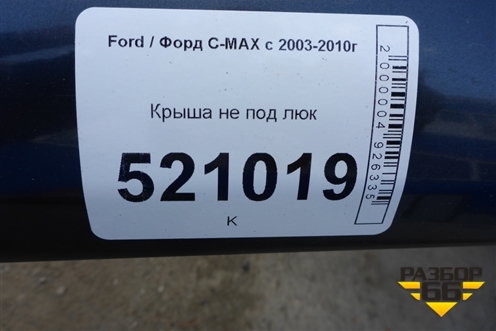 Ford / Форд C-MAX с 2003-2010г
Крыша не под люк
521019
K
2000004926335
РАЗБОР
66